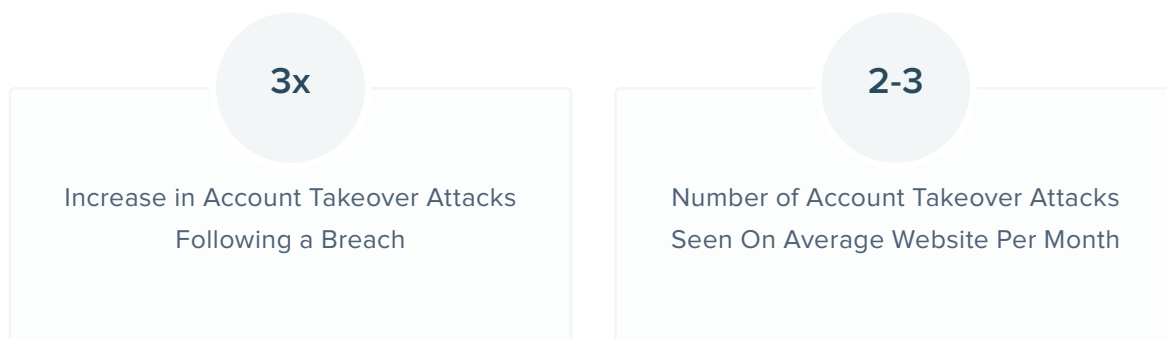 3x
Increase in Account Takeover Attacks
Following a Breach
2-3
Number of Account Takeover Attacks
Seen On Average Website Per Month